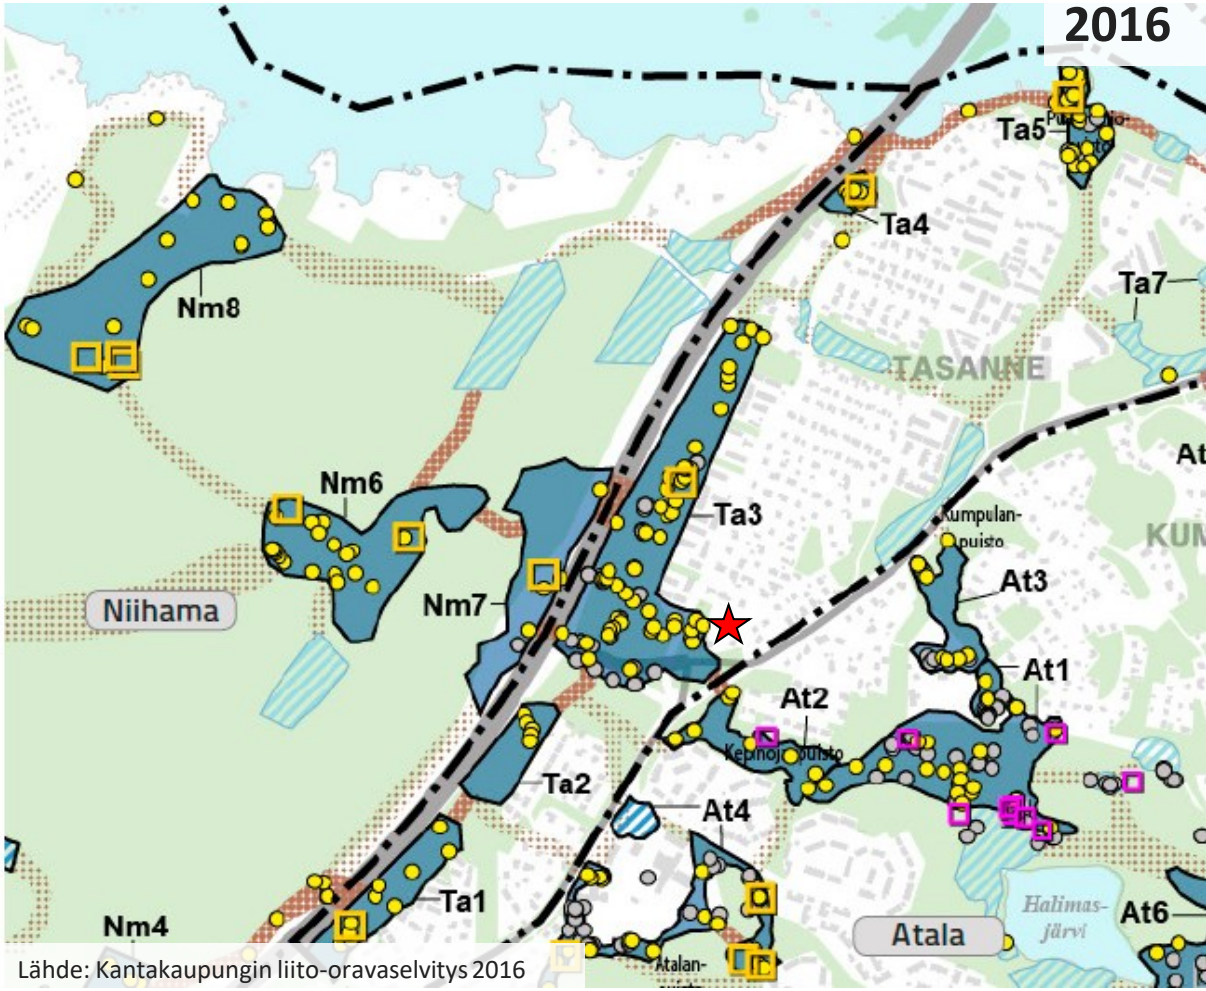 2016
Ta5
Ta4
Nm8
Ta7
TASANNE
At
Nm6
Kumpulan-
puisto
Ta3
KUM
At3
Niihama
Nm7
At1
At2
Ta2
At4
Ta1
Halimas-
järvi
At6
Nm4
Atala
Atalan-
Lähde: Kantakaupungin liito-oravaselvitys 2016